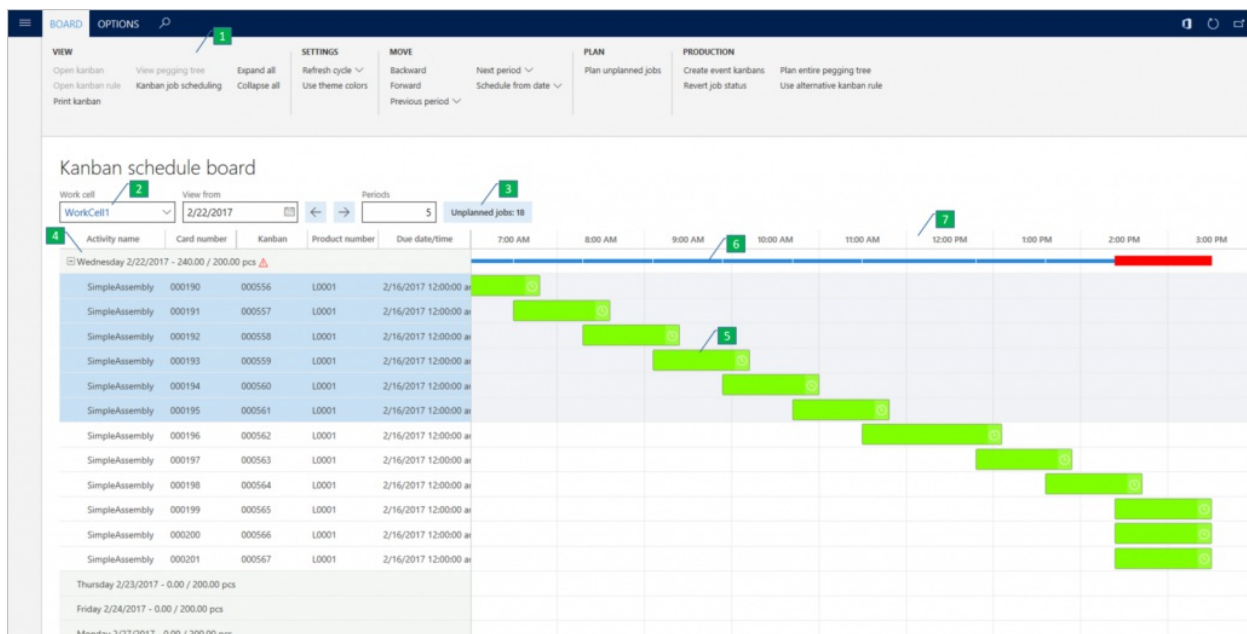 BOARD OPTIONS
1
VIEW SETTINGS MOVE PLAN PRODUCTION
Open kanban View pegging tree Expand all Refresh cycle Backward Next period Plan unplanned jobs Create event kanbans Plan entire pegging tree
Open kanban rule Kanban job scheduling Collapse all Use theme colors Forward Schedule from date Revert job status Use alternative kanban rule
Print kanban Previous period
Kanban schedule board
Work cell 2 View from Periods 3
WorkCell1 2/22/2017 5 Unplanned jobs: 18
7
4 Activity name Card number Kanban Product number Due date/time 7:00 AM 8:00 AM 9:00 AM 10:00 AM 11:00 AM 12:00 PM 1:00 PM 2:00 PM 3:00 PM
6
Wednesday 2/22/2017 - 240.00 / 200.00 pcs
SimpleAssembly 000190 000556 L0001 2/16/2017 12:00:00 a
SimpleAssembly 000191 000557 L0001 2/16/2017 12:00:00 a
SimpleAssembly 000192 000558 L0001 2/16/2017 12:00:00 a
5
SimpleAssembly 000193 000559 L0001 2/16/2017 12:00:00 a
SimpleAssembly 000194 000560 L0001 2/16/2017 12:00:00 a
SimpleAssembly 000195 000561 L0001 2/16/2017 12:00:00 a
SimpleAssembly 000196 000562 L0001 2/16/2017 12:00:00 a
SimpleAssembly 000197 000563 L0001 2/16/2017 12:00:00 a
SimpleAssembly 000198 000564 L0001 2/16/2017 12:00:00 a
SimpleAssembly 000199 000565 L0001 2/16/2017 12:00:00 a
SimpleAssembly 000200 000566 L0001 2/16/2017 12:00:00 a
SimpleAssembly 000201 000567 L0001 2/16/2017 12:00:00 a
Thursday 2/23/2017 - 0.00 / 200.00 pcs
Friday 2/24/2017 - 0.00 / 200.00 pcs
Monday 2/27/2017 - 0.00 / 200.00 pcs